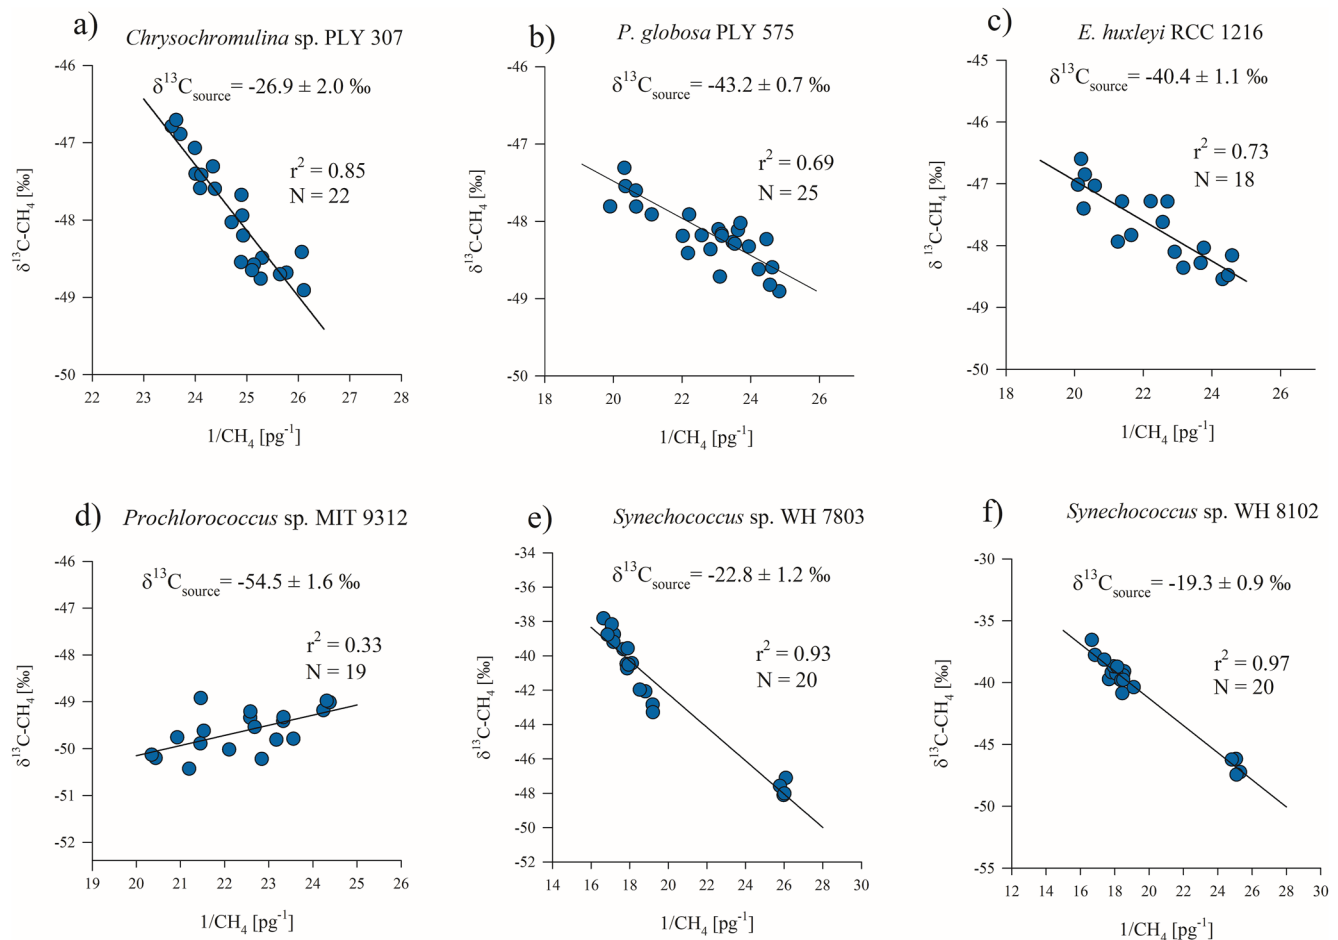 a)
Chrysochromulina sp. PLY 307
δ¹³Csource= -26.9 ± 2.0 ‰
r² = 0.85
N = 22
-46
-47
-48
-49
-50
δ¹³C-CH₄ [‰]
22 23 24 25 26 27 28
1/CH₄ [pg⁻¹]
b)
P. globosa PLY 575
δ¹³Csource= -43.2 ± 0.7 ‰
r² = 0.69
N = 25
-46
-47
-48
-49
-50
δ¹³C-CH₄ [‰]
18 20 22 24 26
1/CH₄ [pg⁻¹]
c)
E. huxleyi RCC 1216
δ¹³Csource= -40.4 ± 1.1 ‰
r² = 0.73
N = 18
-45
-46
-47
-48
-49
-50
δ ¹³C-CH₄ [‰]
18 20 22 24 26
1/CH₄ [pg⁻¹]
d)
Prochlorococcus sp. MIT 9312
δ¹³Csource= -54.5 ± 1.6 ‰
r² = 0.33
N = 19
-46
-47
-48
-49
-50
-51
-52
δ¹³C-CH₄ [‰]
19 20 21 22 23 24 25 26
1/CH₄ [pg⁻¹]
e)
Synechococcus sp. WH 7803
δ¹³Csource= -22.8 ± 1.2 ‰
r² = 0.93
N = 20
-34
-36
-38
-40
-42
-44
-46
-48
-50
-52
δ¹³C-CH₄ [‰]
14 16 18 20 22 24 26 28 30
1/CH₄ [pg⁻¹]
f)
Synechococcus sp. WH 8102
δ¹³Csource= -19.3 ± 0.9 ‰
r² = 0.97
N = 20
-30
-35
-40
-45
-50
-55
δ¹³C-CH₄ [‰]
12 14 16 18 20 22 24 26 28 30
1/CH₄ [pg⁻¹]